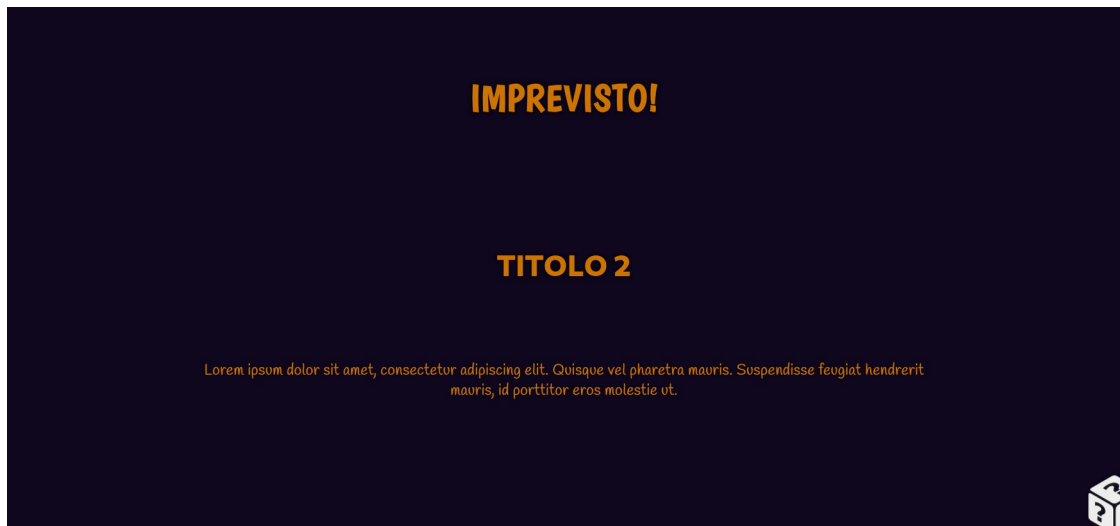 IMPREVISTO!
TITOLO 2
Lorem ipsum dolor sit amet, consectetur adipiscing elit. Quisque vel pharetra mauris. Suspendisse feugiat hendrerit
mauris, id porttitor eros molestie ut.
? ?